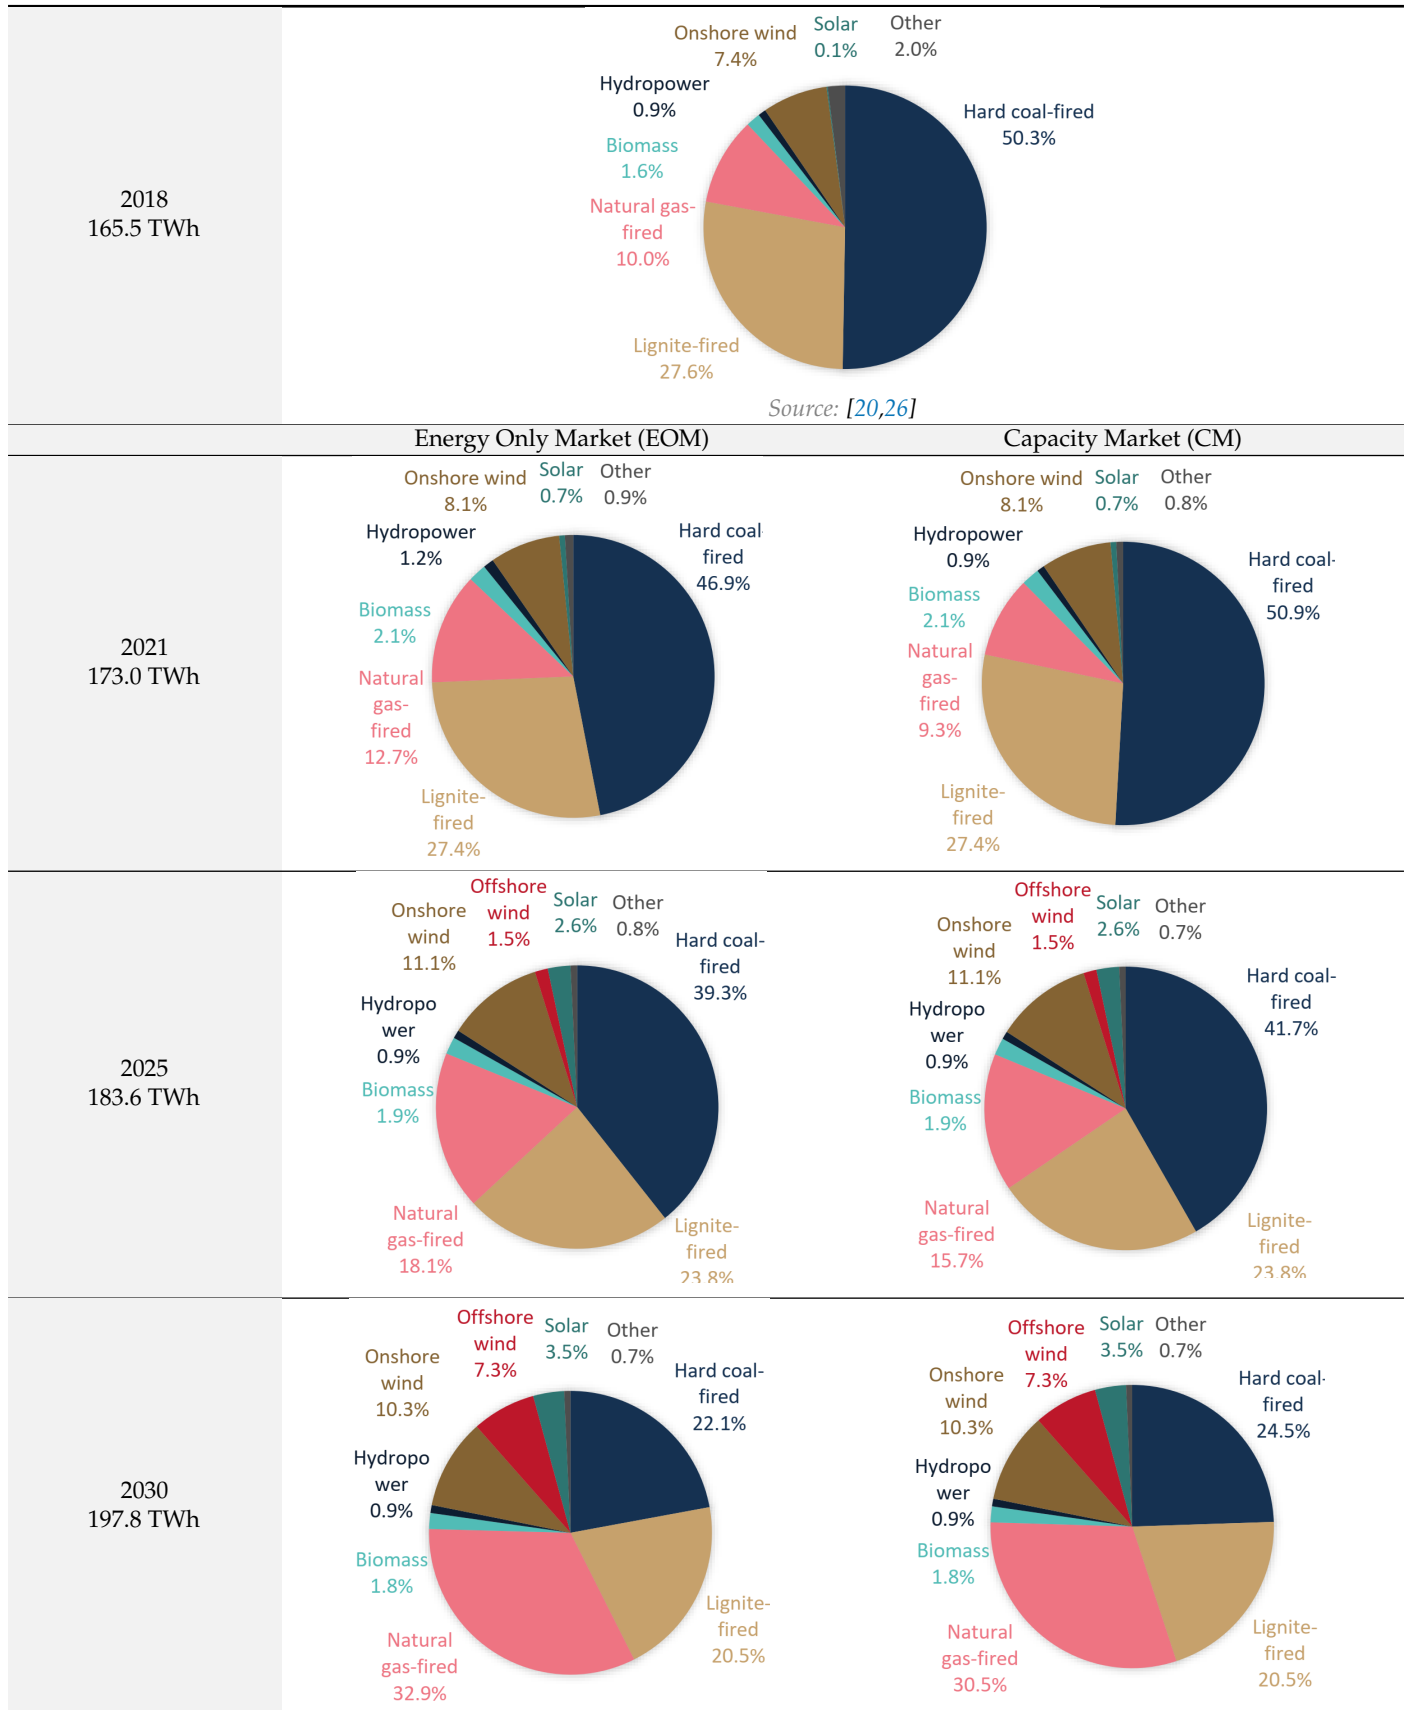 2018
165.5 TWh
Onshore wind
7.4%
Solar
0.1%
Other
2.0%
Hydropower
0.9%
Hard coal-fired
50.3%
Biomass
1.6%
Natural gas-
fired
10.0%
Lignite-fired
27.6%
Source: [20,26]
Energy Only Market (EOM)
Capacity Market (CM)
2021
173.0 TWh
Onshore wind
8.1%
Solar
0.7%
Other
0.9%
Hydropower
1.2%
Hard coal-
fired
46.9%
Biomass
2.1%
Natural
gas-
fired
12.7%
Lignite-
fired
27.4%
Onshore wind
8.1%
Solar
0.7%
Other
0.8%
Hydropower
0.9%
Hard coal-
fired
50.9%
Biomass
2.1%
Natural
gas-
fired
9.3%
Lignite-
fired
27.4%
2025
183.6 TWh
Offshore
wind
1.5%
Solar
2.6%
Other
0.8%
Onshore
wind
11.1%
Hard coal-
fired
39.3%
Hydropo
wer
0.9%
Biomass
1.9%
Natural
gas-fired
18.1%
Lignite-
fired
23.8%
Offshore
wind
1.5%
Solar
2.6%
Other
0.7%
Onshore
wind
11.1%
Hard coal-
fired
41.7%
Hydropo
wer
0.9%
Biomass
1.9%
Natural
gas-fired
15.7%
Lignite-
fired
23.8%
2030
197.8 TWh
Offshore
wind
7.3%
Solar
3.5%
Other
0.7%
Onshore
wind
10.3%
Hard coal-
fired
22.1%
Hydropo
wer
0.9%
Biomass
1.8%
Natural
gas-fired
32.9%
Lignite-
fired
20.5%
Offshore
wind
7.3%
Solar
3.5%
Other
0.7%
Onshore
wind
10.3%
Hard coal-
fired
24.5%
Hydropo
wer
0.9%
Biomass
1.8%
Natural
gas-fired
30.5%
Lignite-
fired
20.5%